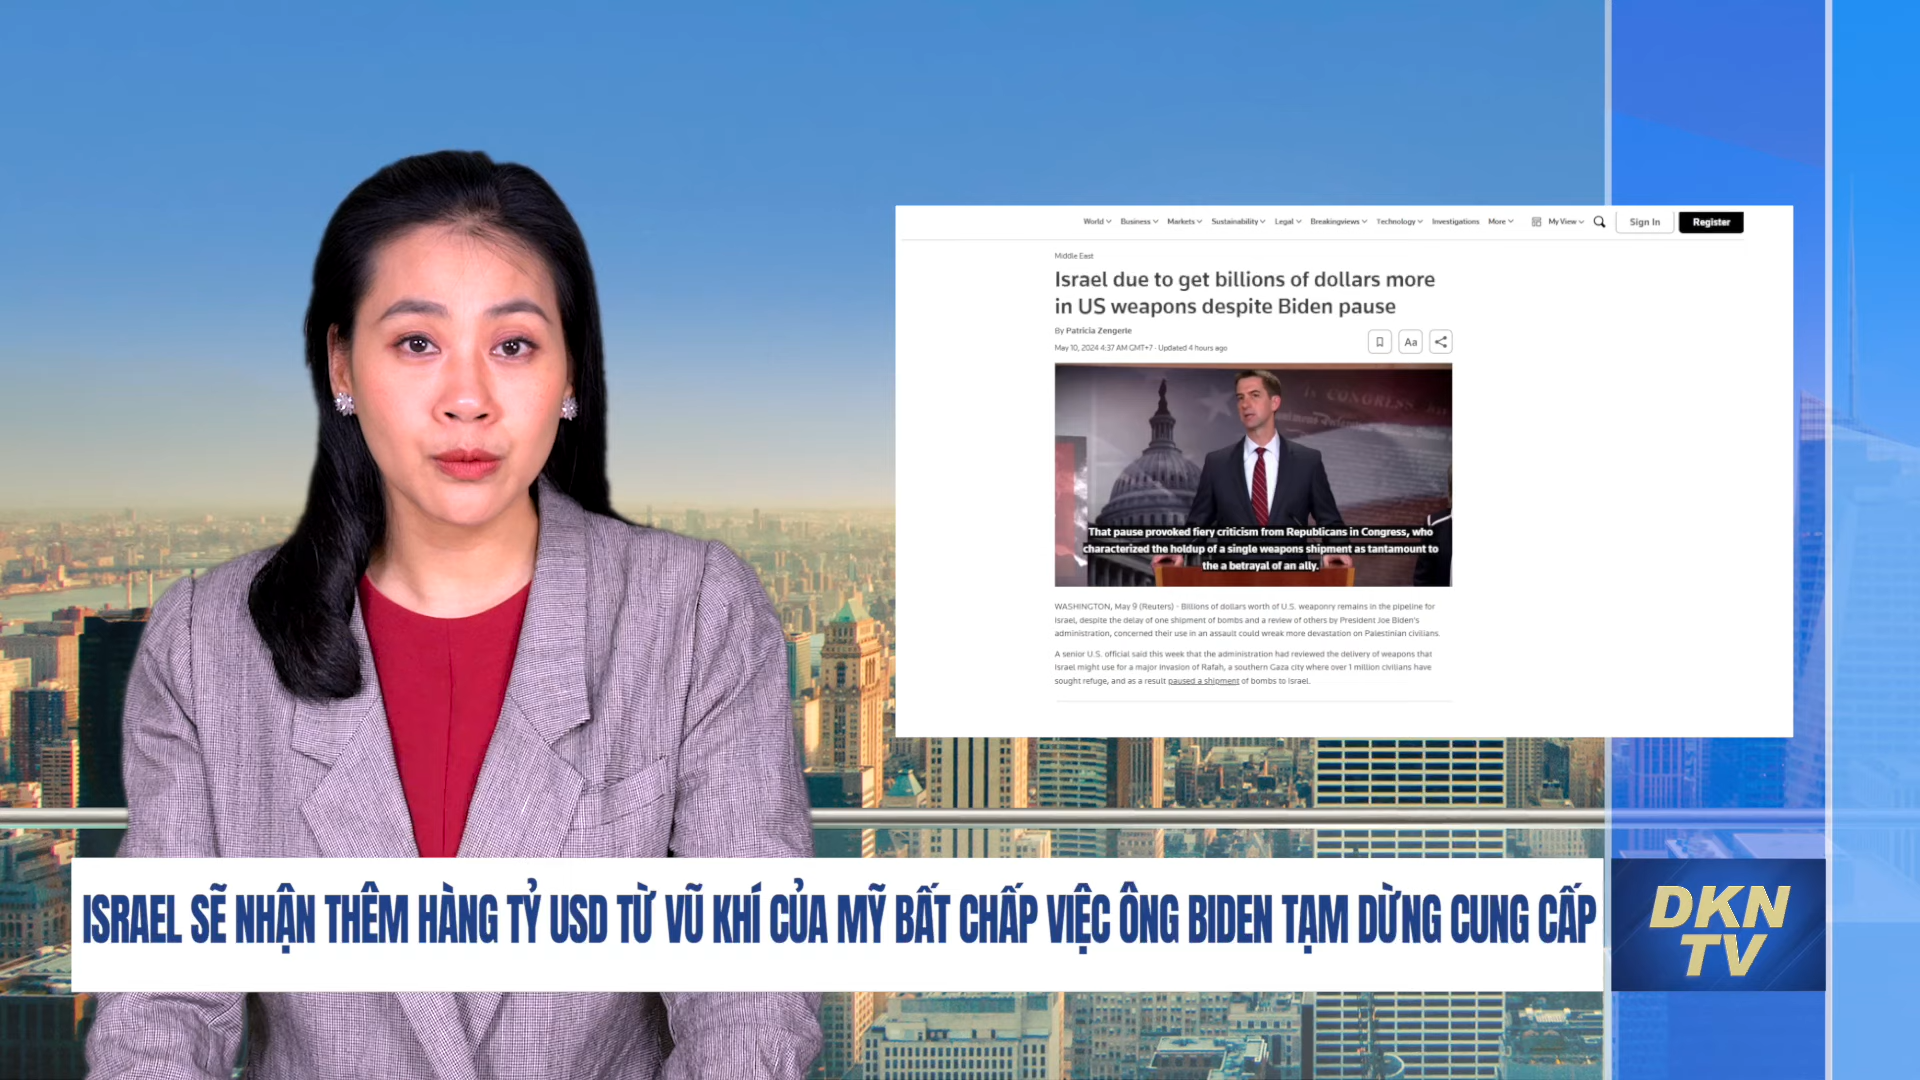 World Business Markets Sustainability Legal Breakingviews Technology Investigations More My View Sign In Register
Middle East
Israel due to get billions of dollars more
in US weapons despite Biden pause
By Patricia Zengerle
May 10, 2024 4:37 AM GMT+7 · Updated 4 hours ago
Aa
That pause provoked fiery criticism from Republicans in Congress, who
characterized the holdup of a single weapons shipment as tantamount to
the a betrayal of an ally.
WASHINGTON, May 9 (Reuters) - Billions of dollars worth of U.S. weaponry remains in the pipeline for
Israel, despite the delay of one shipment of bombs and a review of others by President Joe Biden's
administration, concerned their use in an assault could wreak more devastation on Palestinian civilians.
A senior U.S. official said this week that the administration had reviewed the delivery of weapons that
Israel might use for a major invasion of Rafah, a southern Gaza city where over 1 million civilians have
sought refuge, and as a result paused a shipment of bombs to Israel.
ISRAEL SẼ NHẬN THÊM HÀNG TỶ USD TỪ VŨ KHÍ CỦA MỸ BẤT CHẤP VIỆC ÔNG BIDEN TẠM DỪNG CUNG CẤP
DKN
TV